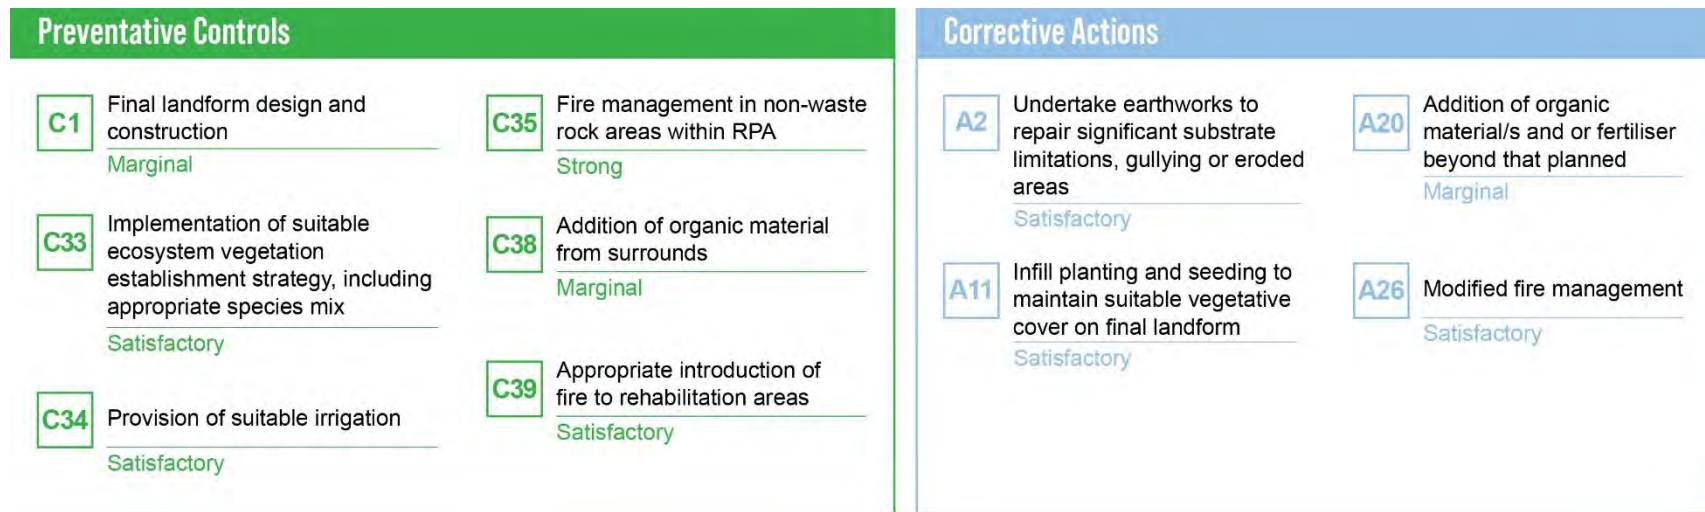 Preventative Controls
C1
Final landform design and
construction
Marginal
C33
Implementation of suitable
ecosystem vegetation
establishment strategy, including
appropriate species mix
Satisfactory
C34
Provision of suitable irrigation
Satisfactory
C35
Fire management in non-waste
rock areas within RPA
Strong
C38
Addition of organic material
from surrounds
Marginal
C39
Appropriate introduction of
fire to rehabilitation areas
Satisfactory
Corrective Actions
A2
Undertake earthworks to
repair significant substrate
limitations, gullying or eroded
areas
Satisfactory
A11
Infill planting and seeding to
maintain suitable vegetative
cover on final landform
Satisfactory
A20
Addition of organic
material/s and or fertiliser
beyond that planned
Marginal
A26
Modified fire management
Satisfactory